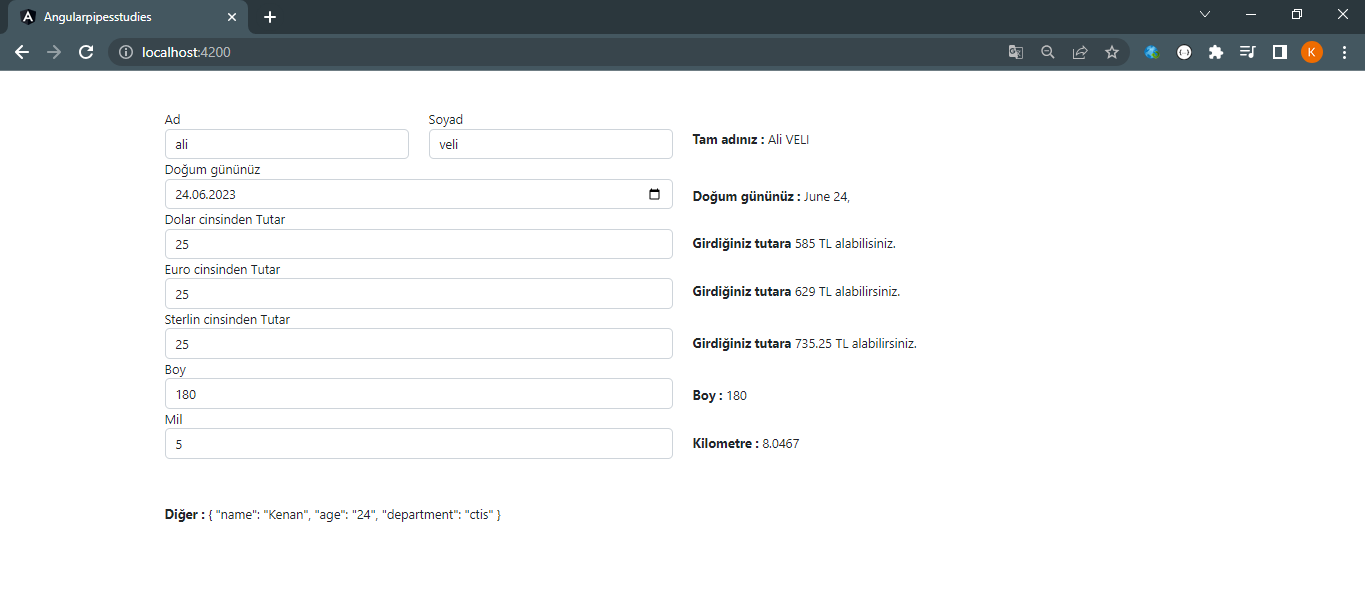 Angularpipesstudies
localhost:4200
K
Ad
Soyad
ali
veli
Tam adınız : Ali VELI
Doğum gününüz
24.06.2023
Doğum gününüz : June 24,
Dolar cinsinden Tutar
25
Girdiğiniz tutara 585 TL alabilisiniz.
Euro cinsinden Tutar
25
Girdiğiniz tutara 629 TL alabilirsiniz.
Sterlin cinsinden Tutar
25
Girdiğiniz tutara 735.25 TL alabilirsiniz.
Boy
180
Boy : 180
Mil
5
Kilometre : 8.0467
Diğer : { "name": "Kenan", "age": "24", "department": "ctis" }